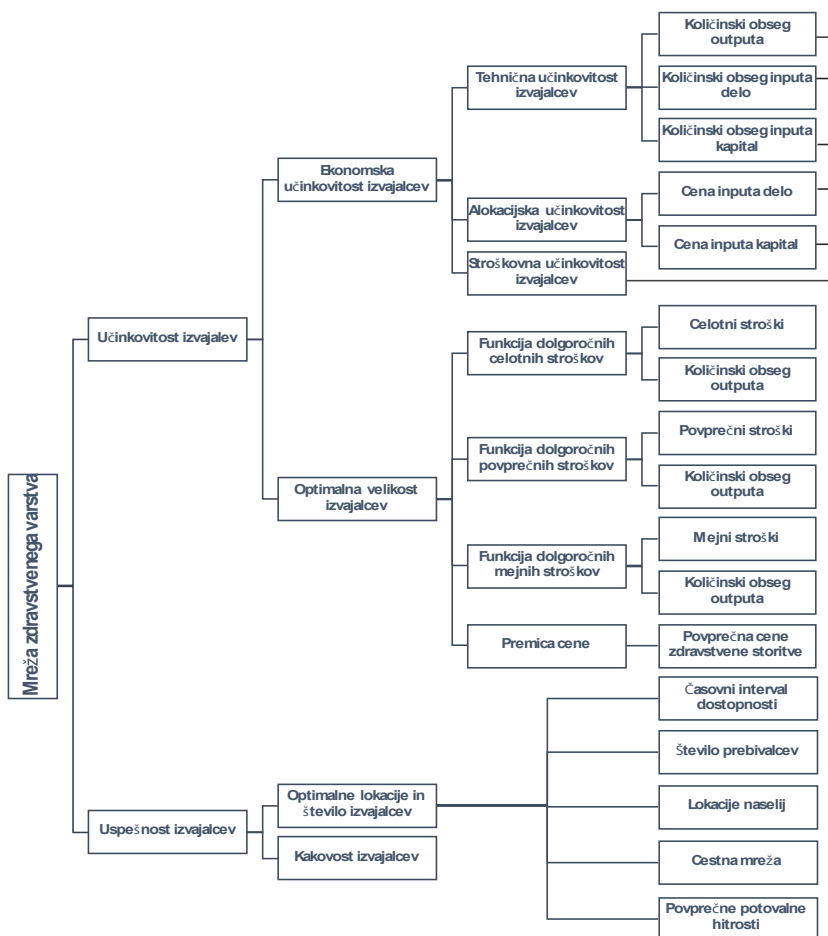 Mreža zdravstvenega varstva
Učinkovitost izvajalev
Uspešnost izvajalcev
Ekonomska
učinkovitost izvajalcev
Optimalna velikost
izvajalcev
Optimalne lokacije in
število izvajalcev
Kakovost izvajalcev
Tehnična učinkovitost
izvajalcev
Alokacijska učinkovitost
izvajalcev
Stroškovna učinkovitost
izvajalcev
Funkcija dolgoročnih
celotnih stroškov
Funkcija dolgoročnih
povprečnih stroškov
Funkcija dolgoročnih
mejnih stroškov
Premica cene
Količinski obseg
outputa
Količinski obseg inputa
delo
Količinski obseg inputa
kapital
Cena inputa delo
Cena inputa kapital
Celotni stroški
Količinski obseg
outputa
Povprečni stroški
Količinski obseg
outputa
Mejni stroški
Količinski obseg
outputa
Povprečna cene
zdravstvene storitve
Časovni interval
dostopnosti
Število prebivalcev
Lokacije naselij
Cestna mreža
Povprečne potovalne
hitrosti